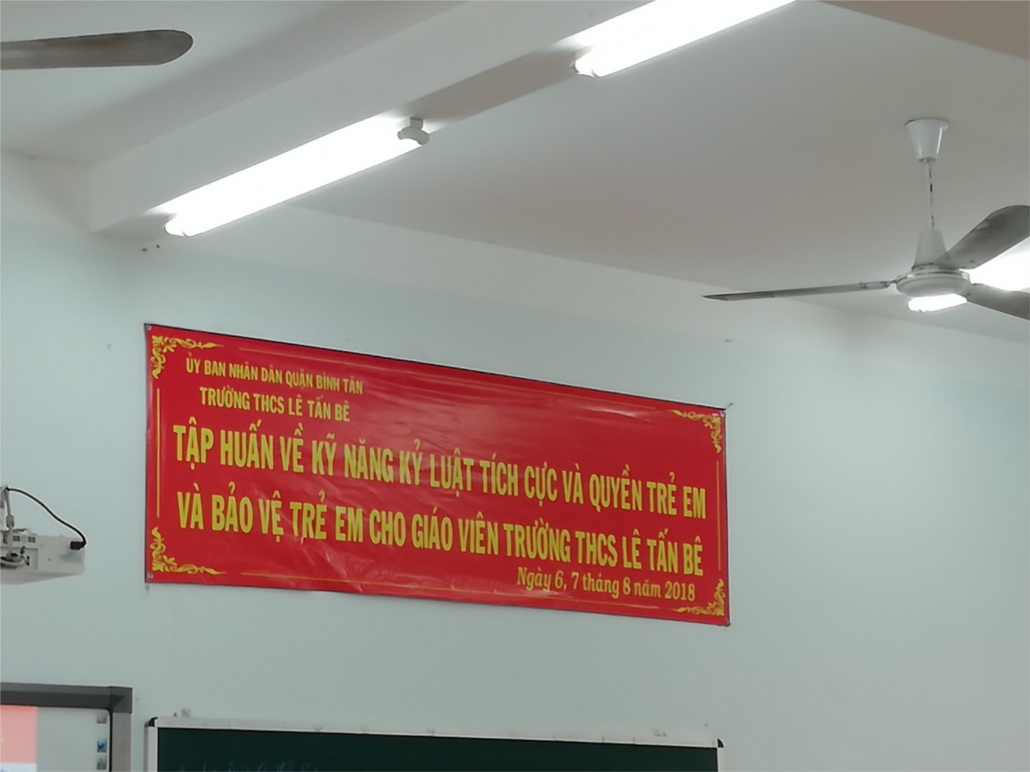 ỦY BAN NHÂN DÂN QUẬN BÌNH TÂN
TRƯỜNG THCS LÊ TẤN BÊ
TẬP HUẤN VỀ KỸ NĂNG KỶ LUẬT TÍCH CỰC VÀ QUYỀN TRẺ EM
VÀ BẢO VỆ TRẺ EM CHO GIÁO VIÊN TRƯỜNG THCS LÊ TẤN BÊ
Ngày 6, 7 tháng 8 năm 2018